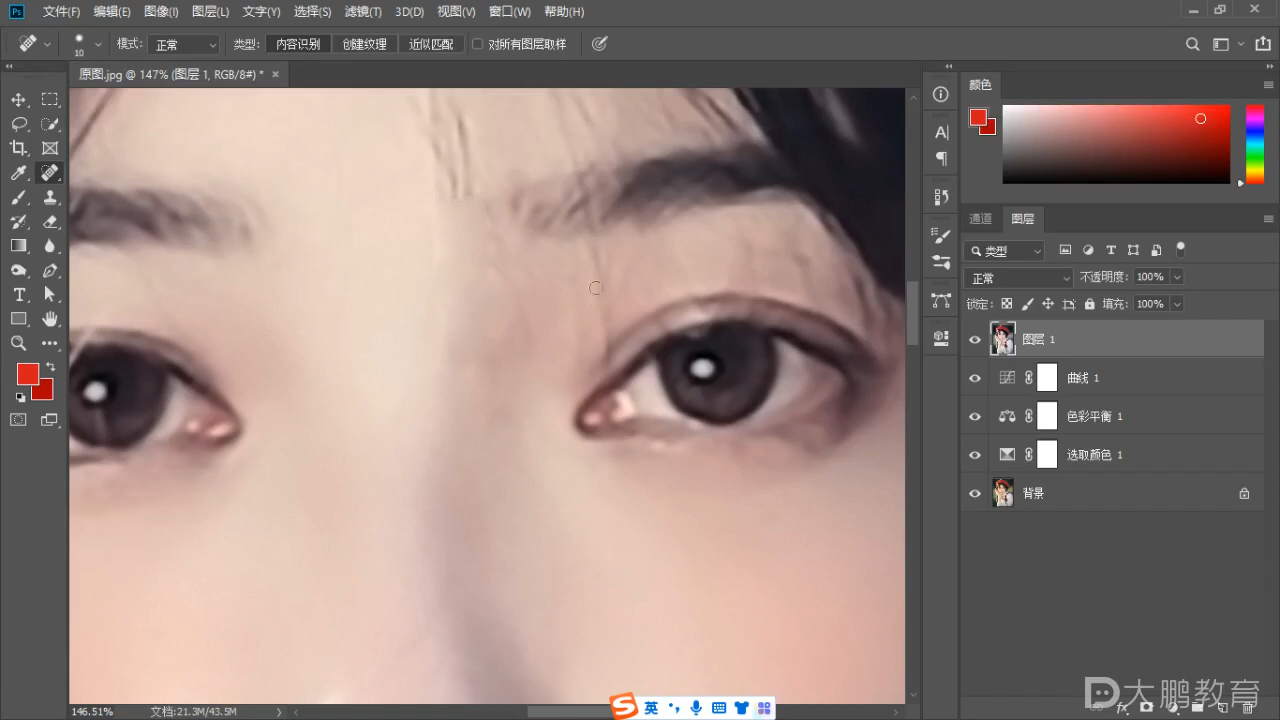 Ps 文件(F) 编辑(E) 图像(I) 图层(L) 文字(Y) 选择(S) 滤镜(T) 3D(D) 视图(V) 窗口(W) 帮助(H)
10 模式: 正常 类型: 内容识别 创建纹理 近似匹配 对所有图层取样
原图.jpg @ 147% (图层 1, RGB/8#) * ×
颜色
通道 图层
类型
正常 不透明度: 100%
锁定: 填充: 100%
图层 1
曲线 1
色彩平衡 1
选取颜色 1
背景
大鹏教育
146.51% 文档:21.3M/43.5M
S 英